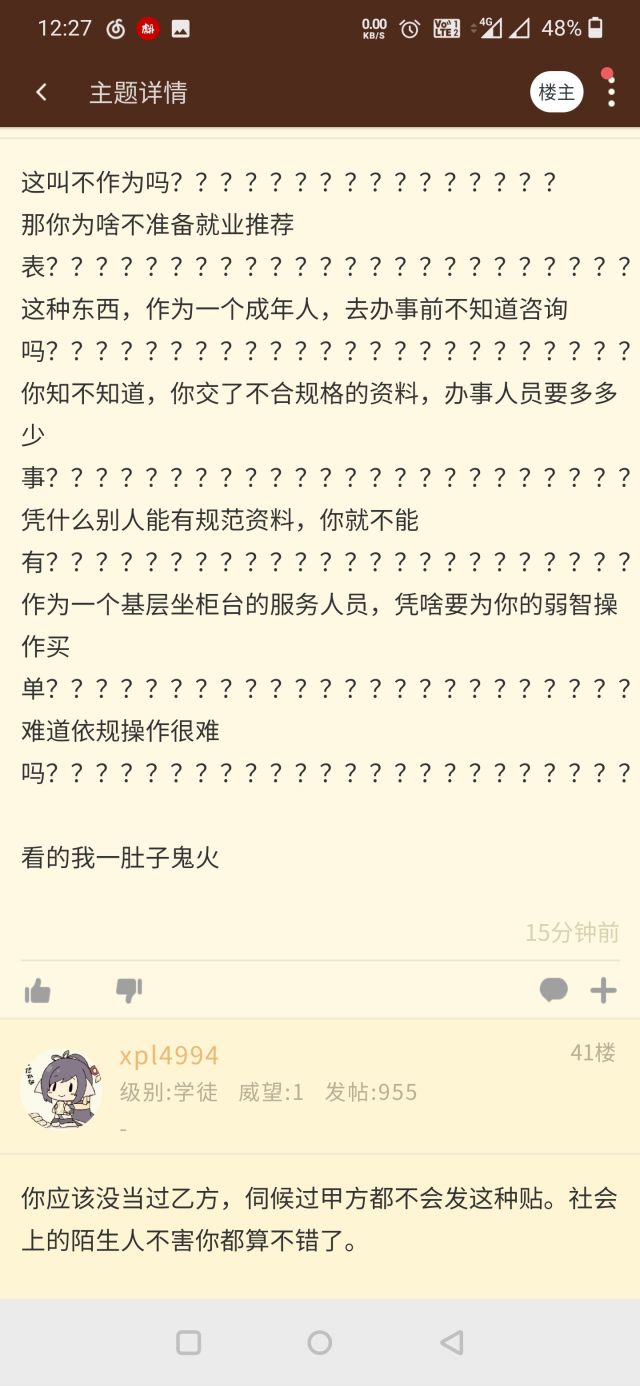 12:27
0.00
KB/S
Vo 1
LTE 2
4G
48%
主题详情
楼主
这叫不作为吗？？？？？？？？？？？？？？？？
那你为啥不准备就业推荐
表？？？？？？？？？？？？？？？？？？？？？？？？
这种东西，作为一个成年人，去办事前不知道咨询
吗？？？？？？？？？？？？？？？？？？？？？？？？
你知不知道，你交了不合规格的资料，办事人员要多多
少
事？？？？？？？？？？？？？？？？？？？？？？？？
凭什么别人能有规范资料，你就不能
有？？？？？？？？？？？？？？？？？？？？？？？？
作为一个基层坐柜台的服务人员，凭啥要为你的弱智操
作买
单？？？？？？？？？？？？？？？？？？？？？？？？
难道依规操作很难
吗？？？？？？？？？？？？？？？？？？？？？？？？
看的我一肚子鬼火
15分钟前
xpl4994
41楼
级别:学徒 威望:1 发帖:955
-
你应该没当过乙方，伺候过甲方都不会发这种贴。社会
上的陌生人不害你都算不错了。